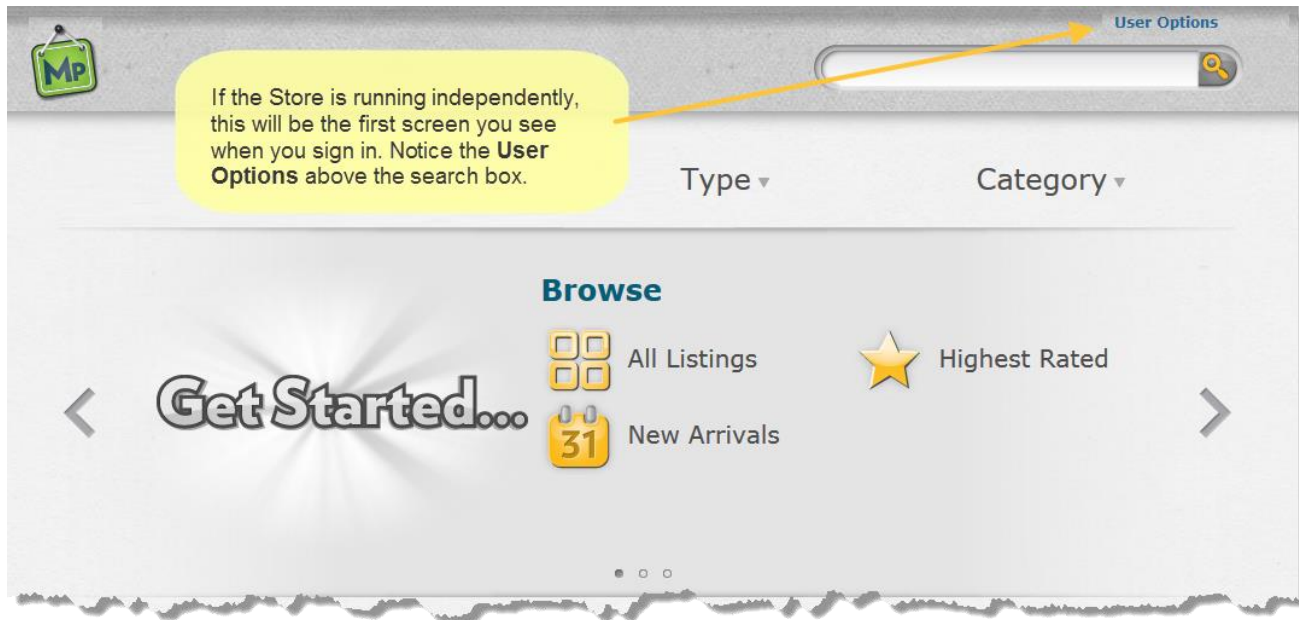 User Options
MP
If the Store is running independently,
this will be the first screen you see
when you sign in. Notice the User
Options above the search box.
Type
Category
Browse
All Listings
Highest Rated
Get Started...
31
New Arrivals